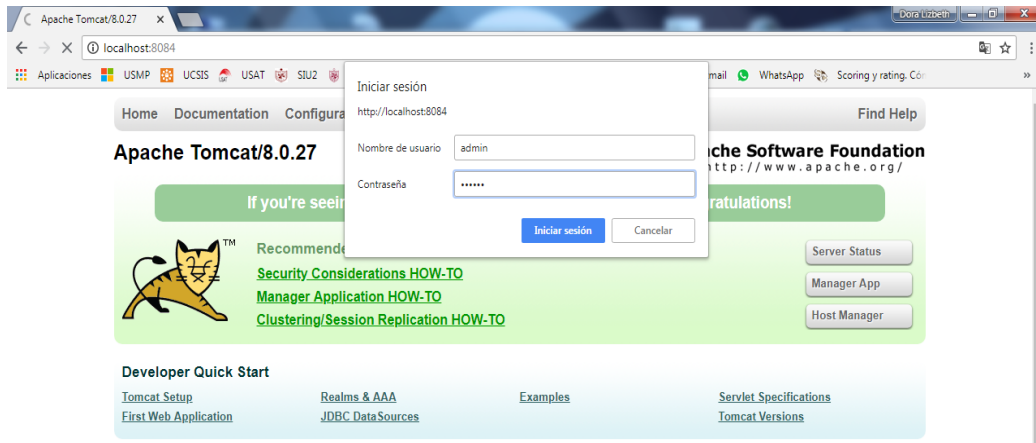 Apache Tomcat/8.0.27
Dora Lizbeth
localhost:8084
Aplicaciones USMP UCSIS USAT SIU2 mail WhatsApp Scoring y rating. Cór
Iniciar sesión
http://localhost:8084
Nombre de usuario admin
Contraseña ••••••
Iniciar sesión Cancelar
Home Documentation Configura Find Help
Apache Tomcat/8.0.27
che Software Foundation
http://www.apache.org/
If you're seein ratulations!
TM
Recommende
Security Considerations HOW-TO
Manager Application HOW-TO
Clustering/Session Replication HOW-TO
Server Status
Manager App
Host Manager
Developer Quick Start
Tomcat Setup Realms & AAA Examples Servlet Specifications
First Web Application JDBC DataSources Tomcat Versions